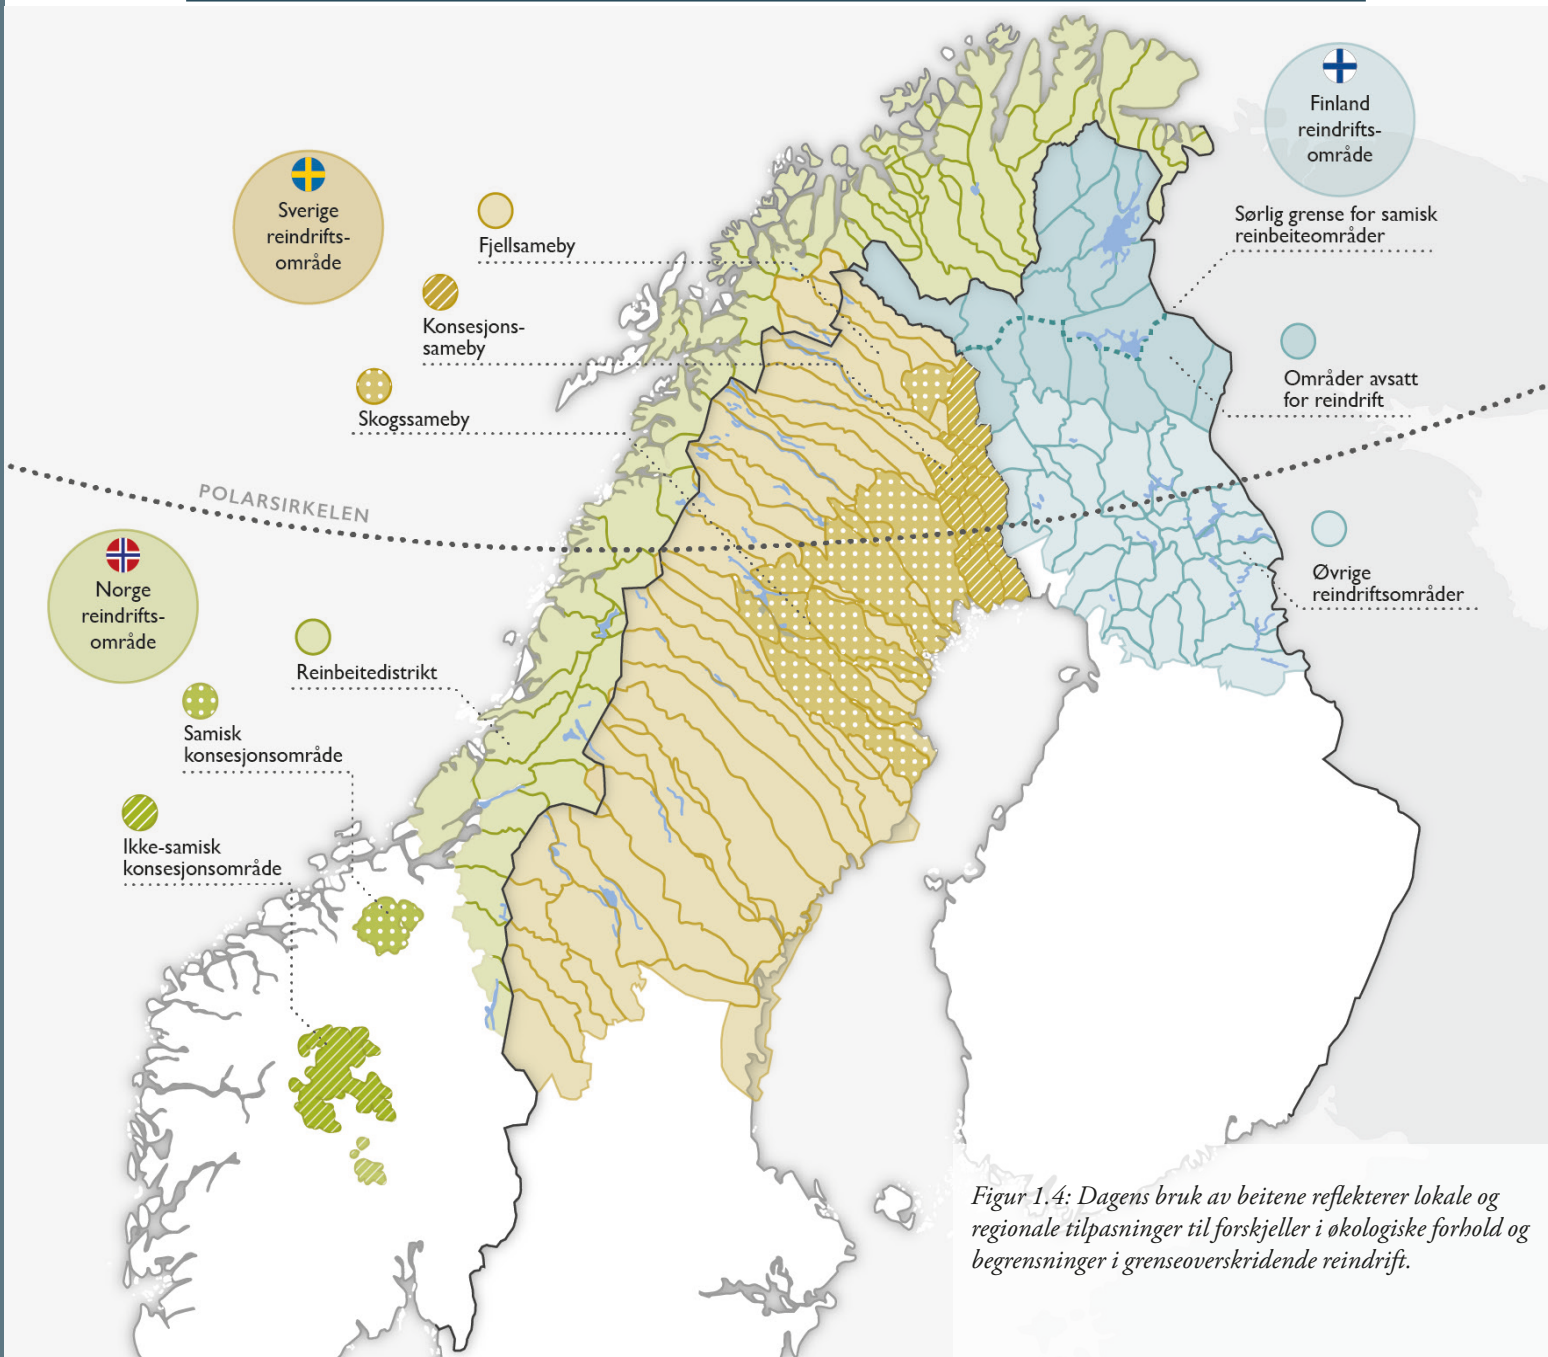 Finland
reindrifts-
område
Sverige
reindrifts-
område
Fjellsameby
Konsesjons-
sameby
Skogssameby
Sørlig grense for samisk
reinbeiteområder
Områder avsatt
for reindrift
POLARSIRKELEN
Øvrige
reindriftsområder
Norge
reindrifts-
område
Reinbeitedistrikt
Samisk
konsesjonsområde
Ikke-samisk
konsesjonsområde
Figur 1.4: Dagens bruk av beitene reflekterer lokale og
regionale tilpasninger til forskjeller i økologiske forhold og
begrensninger i grenseoverskridende reindrift.